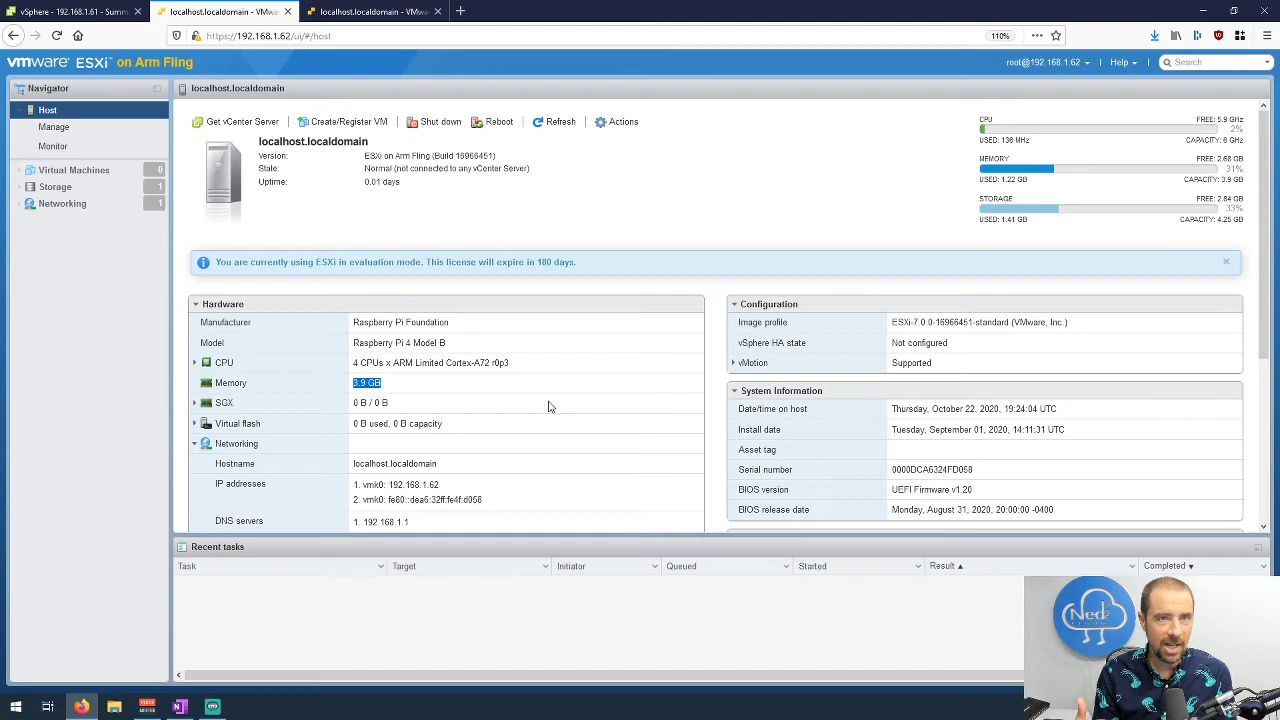 vSphere - 192.168.1.61 - Summ
localhost.localdomain - VMwa
localhost.localdomain - VMwa
https://192.168.1.62/ui/#/host
110%
vmware ESXi on Arm Fling
root@192.168.1.62
Help
Search
Navigator
localhost.localdomain
Host
Manage
Monitor
Virtual Machines 0
Storage 1
Networking 1
Get vCenter Server
Create/Register VM
Shut down
Reboot
Refresh
Actions
localhost.localdomain
Version: ESXi on Arm Fling (Build 16966451)
State: Normal (not connected to any vCenter Server)
Uptime: 0.01 days
CPU FREE: 5.9 GHz
2%
USED: 136 MHz CAPACITY: 6 GHz
MEMORY FREE: 2.68 GB
31%
USED: 1.22 GB CAPACITY: 3.9 GB
STORAGE FREE: 2.84 GB
33%
USED: 1.41 GB CAPACITY: 4.25 GB
You are currently using ESXi in evaluation mode. This license will expire in 180 days.
Hardware
Manufacturer Raspberry Pi Foundation
Model Raspberry Pi 4 Model B
CPU 4 CPUs x ARM Limited Cortex-A72 r0p3
Memory 3.9 GB
SGX 0 B / 0 B
Virtual flash 0 B used, 0 B capacity
Networking
Hostname localhost.localdomain
IP addresses 1. vmk0: 192.168.1.62
2. vmk0: fe80::dea6:32ff:fe4f:d058
DNS servers 1. 192.168.1.1
Configuration
Image profile ESXi-7.0.0-16966451-standard (VMware, Inc.)
vSphere HA state Not configured
vMotion Supported
System Information
Date/time on host Thursday, October 22, 2020, 19:24:04 UTC
Install date Tuesday, September 01, 2020, 14:11:31 UTC
Asset tag
Serial number 0000DCA6324FD058
BIOS version UEFI Firmware v1.20
BIOS release date Monday, August 31, 2020, 20:00:00 -0400
Recent tasks
Task Target Initiator Queued Started Result Completed
VOICE
MEETER
Ned